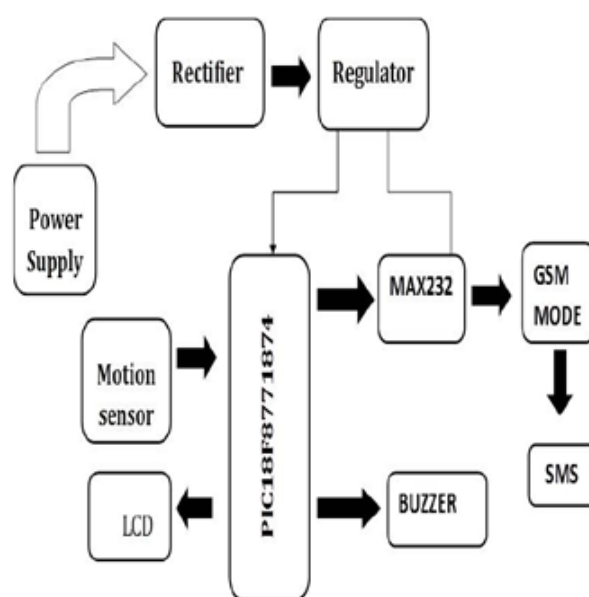 Rectifier
Regulator
Power
Supply
MAX232
GSM
MODE
Motion
sensor
PIC18F8771874
LCD
BUZZER
SMS